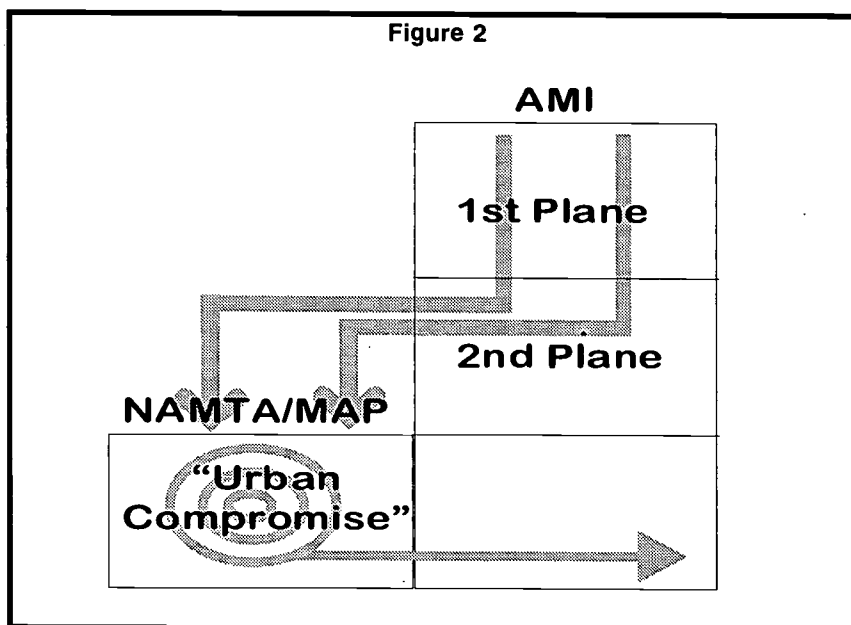 Figure 2
AMI
1st Plane
2nd Plane
NAMTA/MAP
“Urban
Compromise”